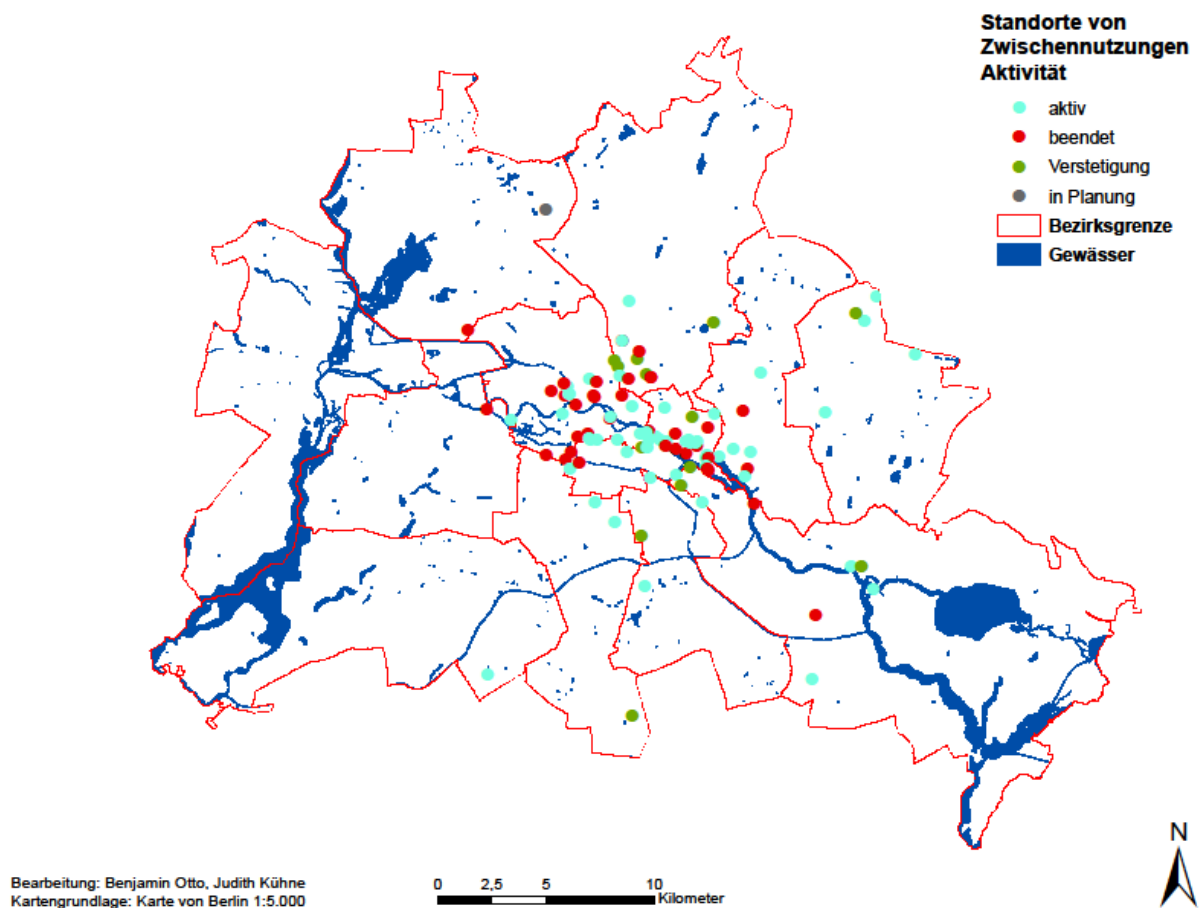 Standorte von
Zwischennutzungen
Aktivität
aktiv
beendet
Verstetigung
in Planung
Bezirksgrenze
Gewässer
N
Bearbeitung: Benjamin Otto, Judith Kühne
Kartengrundlage: Karte von Berlin 1:5.000
0 2,5 5 10
Kilometer